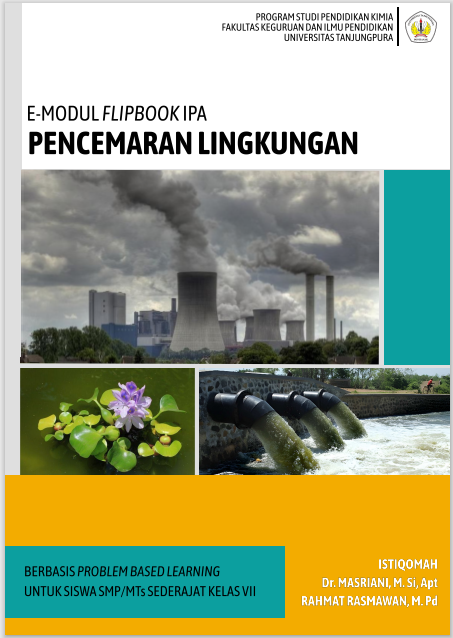 PROGRAM STUDI PENDIDIKAN KIMIA
FAKULTAS KEGURUAN DAN ILMU PENDIDIKAN
UNIVERSITAS TANJUNGPURA
E-MODUL FLIPBOOK IPA
PENCEMARAN LINGKUNGAN
BERBASIS PROBLEM BASED LEARNING
UNTUK SISWA SMP/MTs SEDERAJAT KELAS VII
ISTIQOMAH
Dr. MASRIANI, M. Si, Apt
RAHMAT RASMAWAN, M. Pd